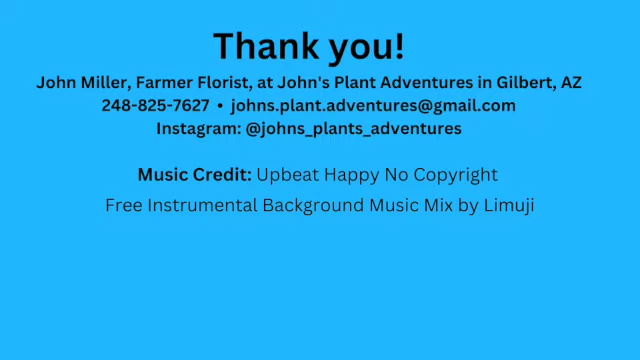 Thank you!
John Miller, Farmer Florist, at John's Plant Adventures in Gilbert, AZ
248-825-7627 • johns.plant.adventures@gmail.com
Instagram: @johns_plants_adventures
Music Credit: Upbeat Happy No Copyright
Free Instrumental Background Music Mix by Limuji